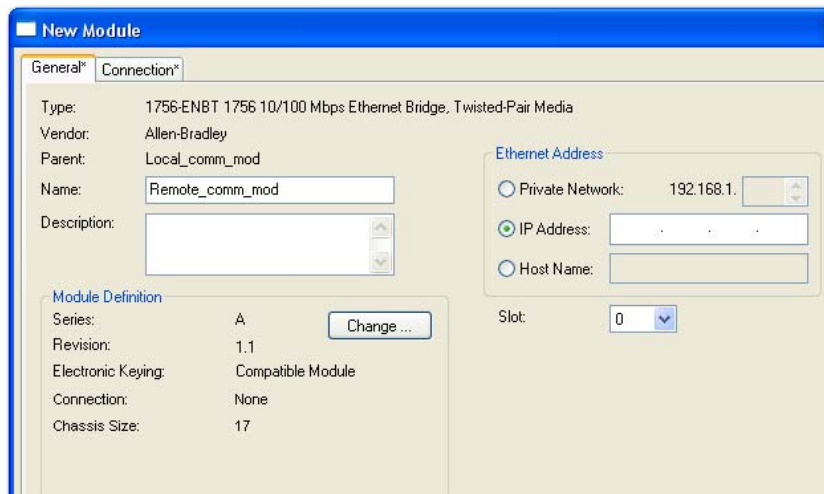 New Module
General* Connection*
Type: 1756-ENBT 1756 10/100 Mbps Ethernet Bridge, Twisted-Pair Media
Vendor: Allen-Bradley
Parent: Local_comm_mod
Name: Remote_comm_mod
Description:
Module Definition
Series: A
Change ...
Revision: 1.1
Electronic Keying: Compatible Module
Connection: None
Chassis Size: 17
Ethernet Address
Private Network: 192.168.1.
IP Address: . . .
Host Name:
Slot: 0